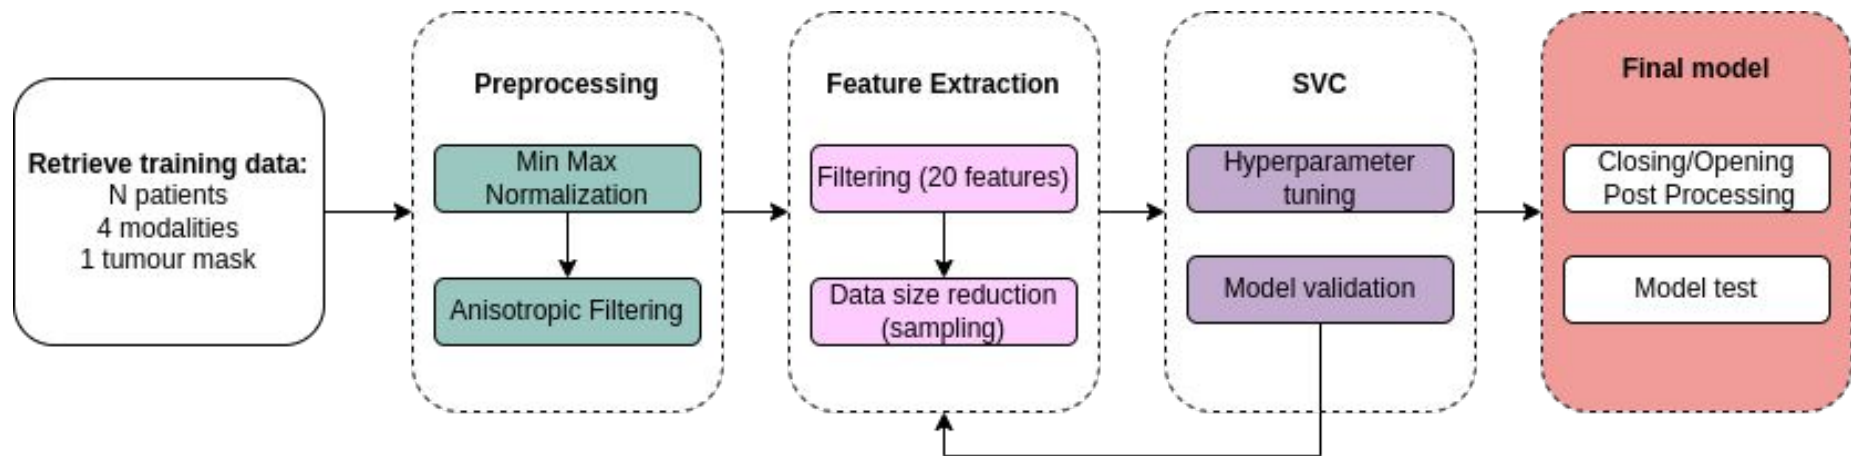 Retrieve training data:
N patients
4 modalities
1 tumour mask
Preprocessing
Min Max
Normalization
Anisotropic Filtering
Feature Extraction
Filtering (20 features)
Data size reduction
(sampling)
SVC
Hyperparameter
tuning
Model validation
Final model
Closing/Opening
Post Processing
Model test